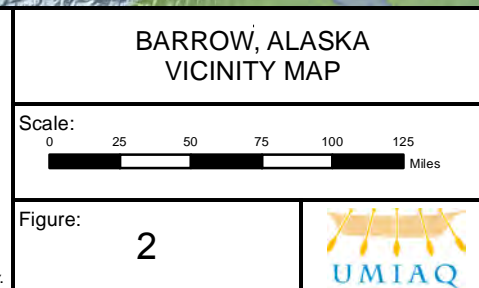 BARROW, ALASKA
VICINITY MAP
Scale:
0 25 50 75 100 125
Miles
Figure:
2
UMIAQ